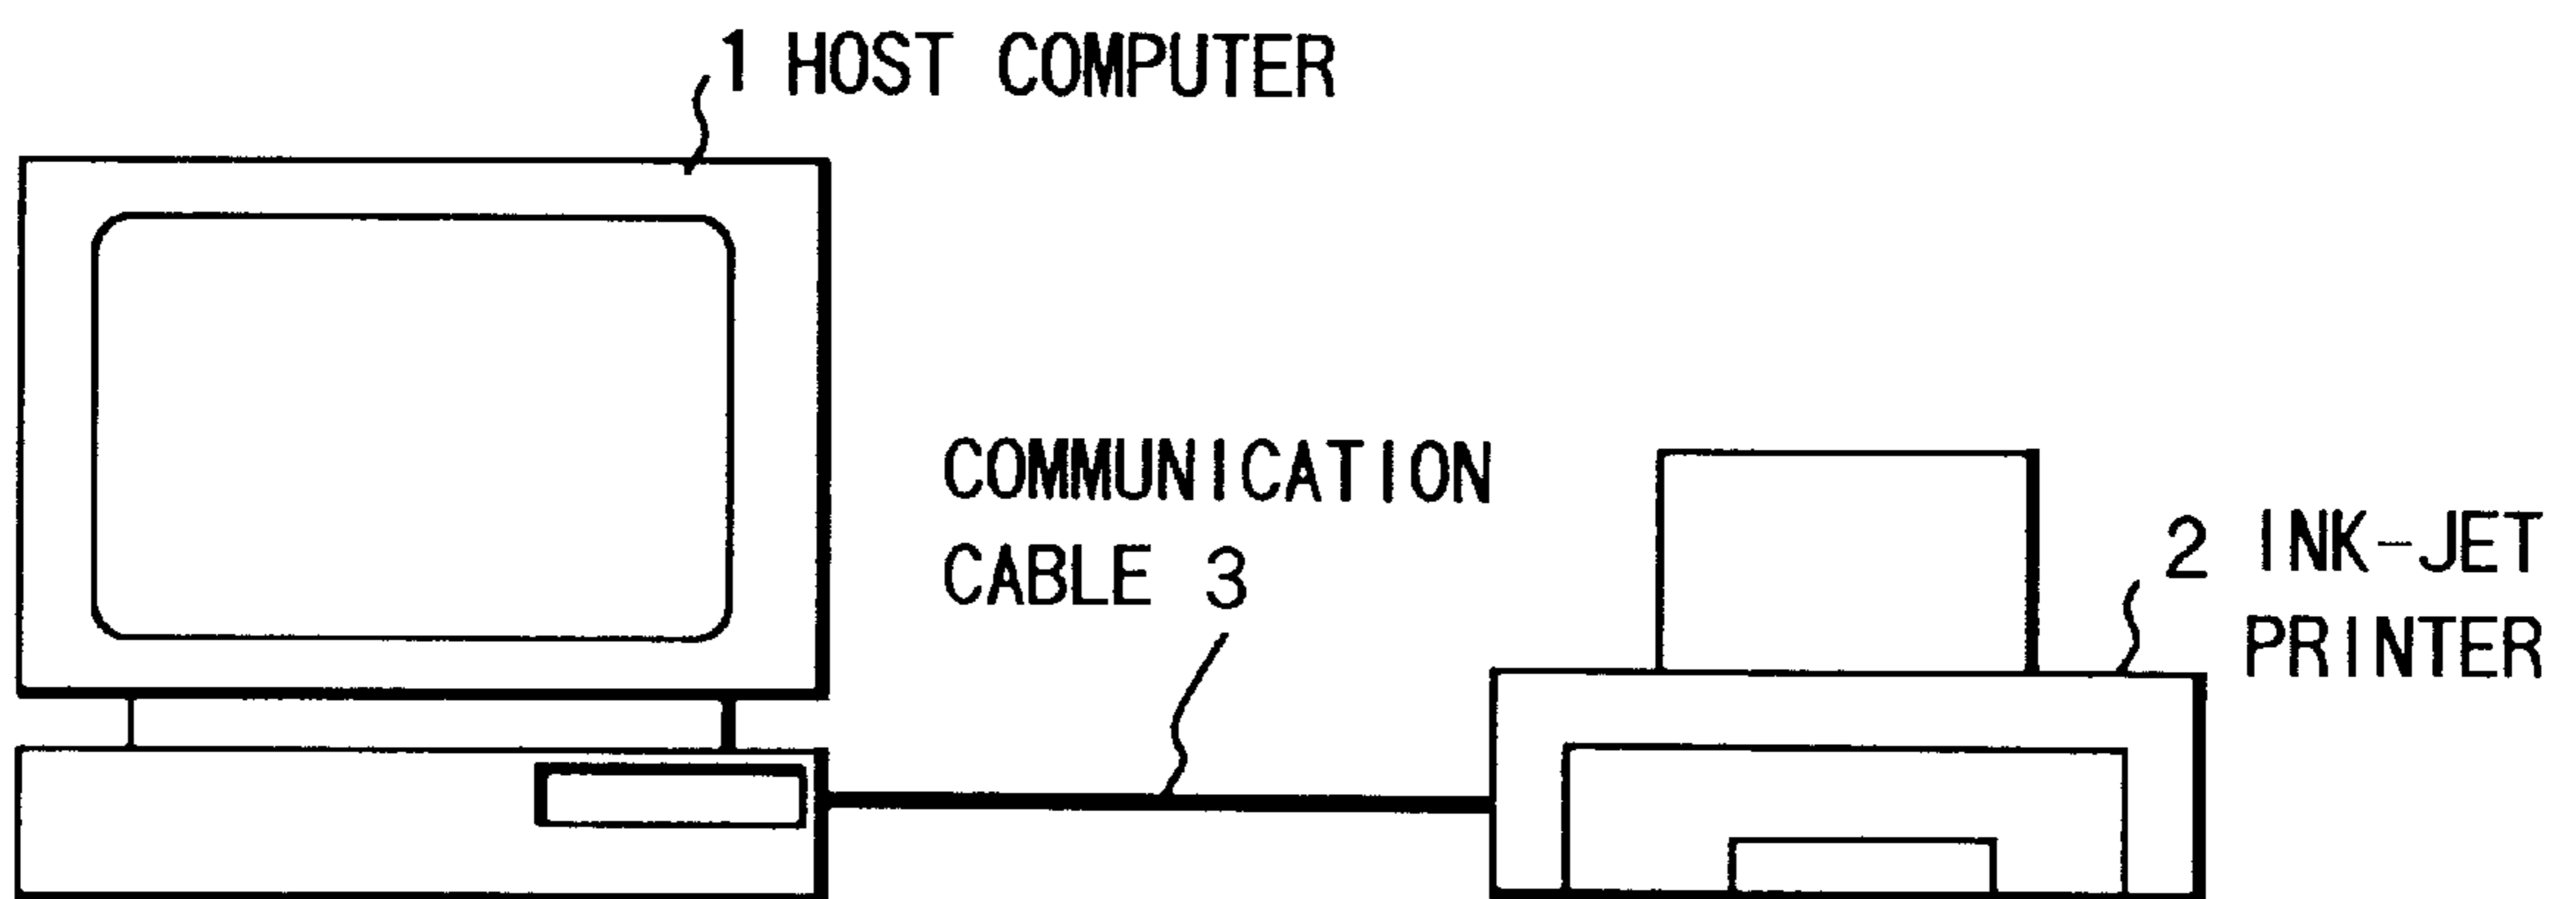 1 HOST COMPUTER
COMMUNICATION
CABLE 3
2 INK-JET
PRINTER